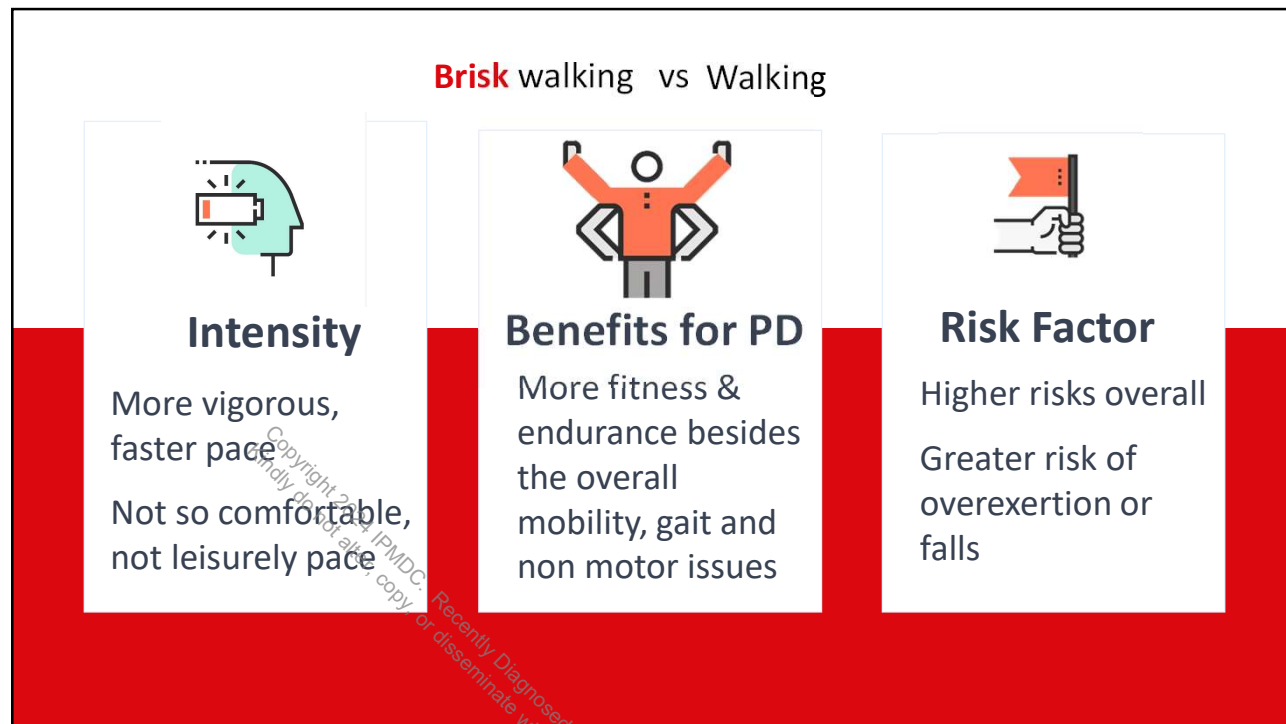 Brisk walking vs Walking
Intensity
More vigorous,
faster pace
Not so comfortable,
not leisurely pace
Benefits for PD
More fitness &
endurance besides
the overall
mobility, gait and
non motor issues
Risk Factor
Higher risks overall
Greater risk of
overexertion or
falls
Copyright 2024 IPMDC. Recently Diagnosed
Kindly do not alter, copy, or disseminate